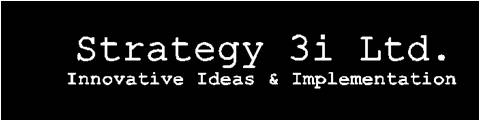 Strategy 3i Ltd.
Innovative Ideas & Implementation